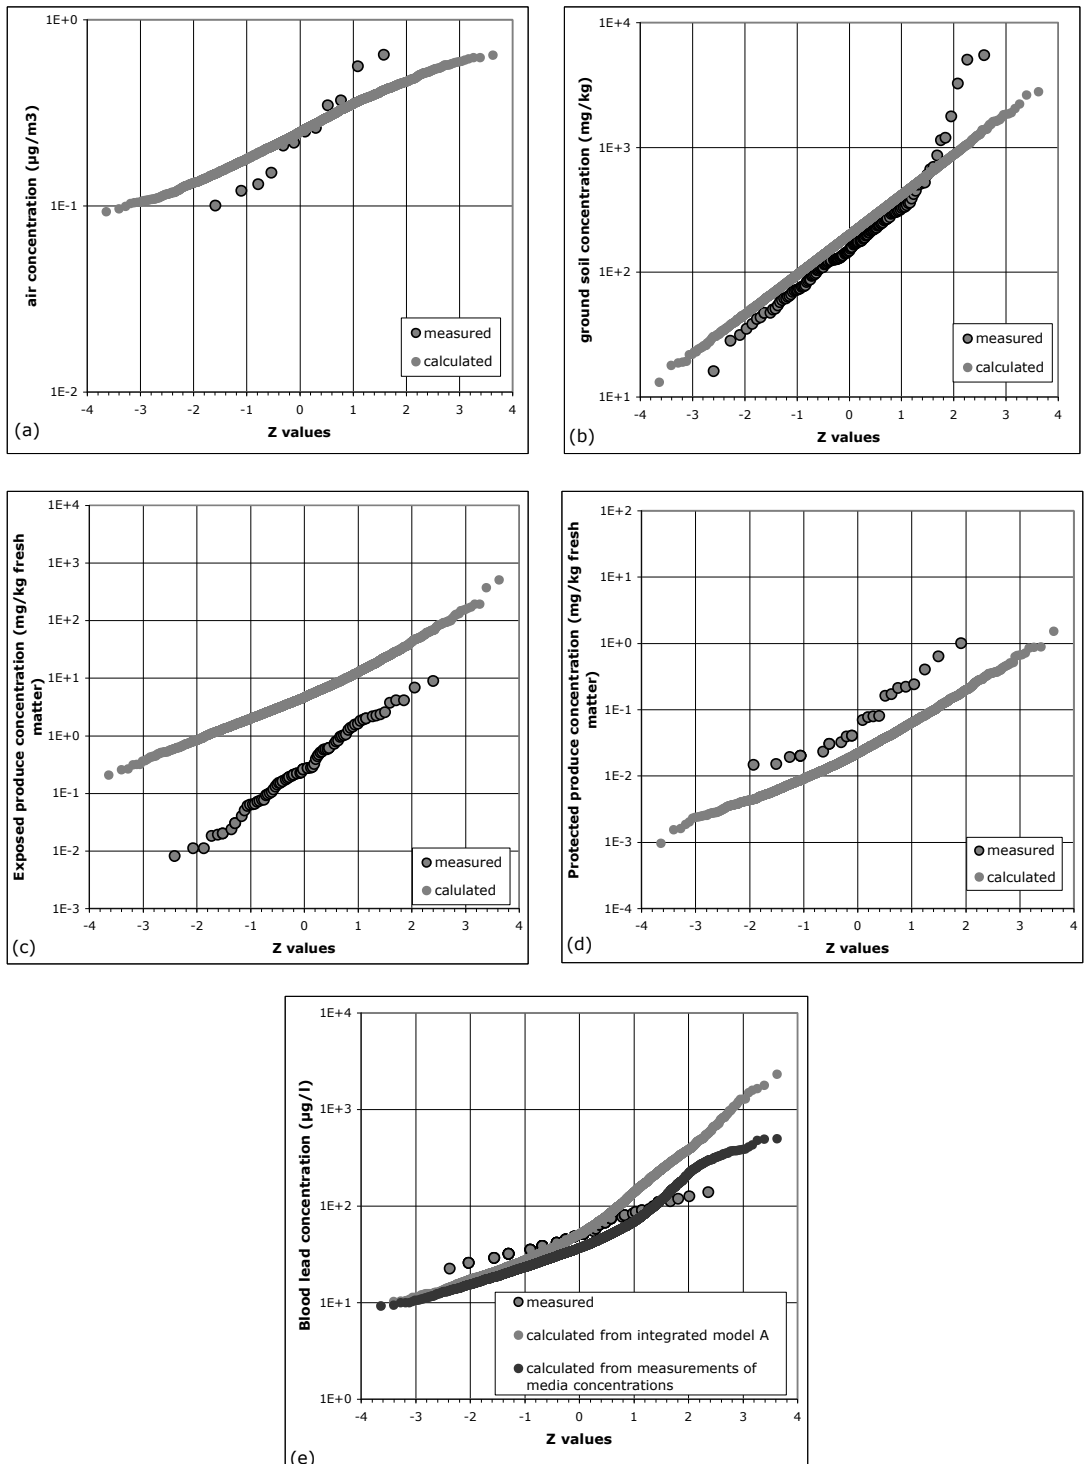 1E+0
1E-1
1E-2
air concentration (µg/m3)
-4 -3 -2 -1 0 1 2 3 4
Z values
measured
calculated
(a)
1E+4
1E+3
1E+2
1E+1
ground soil concentration (mg/kg)
-4 -3 -2 -1 0 1 2 3 4
Z values
measured
calculated
(b)
1E+4
1E+3
1E+2
1E+1
1E+0
1E-1
1E-2
1E-3
Exposed produce concentration (mg/kg fresh
matter)
-4 -3 -2 -1 0 1 2 3 4
Z values
measured
calulated
(c)
1E+2
1E+1
1E+0
1E-1
1E-2
1E-3
1E-4
Protected produce concentration (mg/kg fresh
matter)
-4 -3 -2 -1 0 1 2 3 4
Z values
measured
calculated
(d)
1E+4
1E+3
1E+2
1E+1
1E+0
Blood lead concentration (µg/l)
-4 -3 -2 -1 0 1 2 3 4
Z values
measured
calculated from integrated model A
calculated from measurements of
media concentrations
(e)